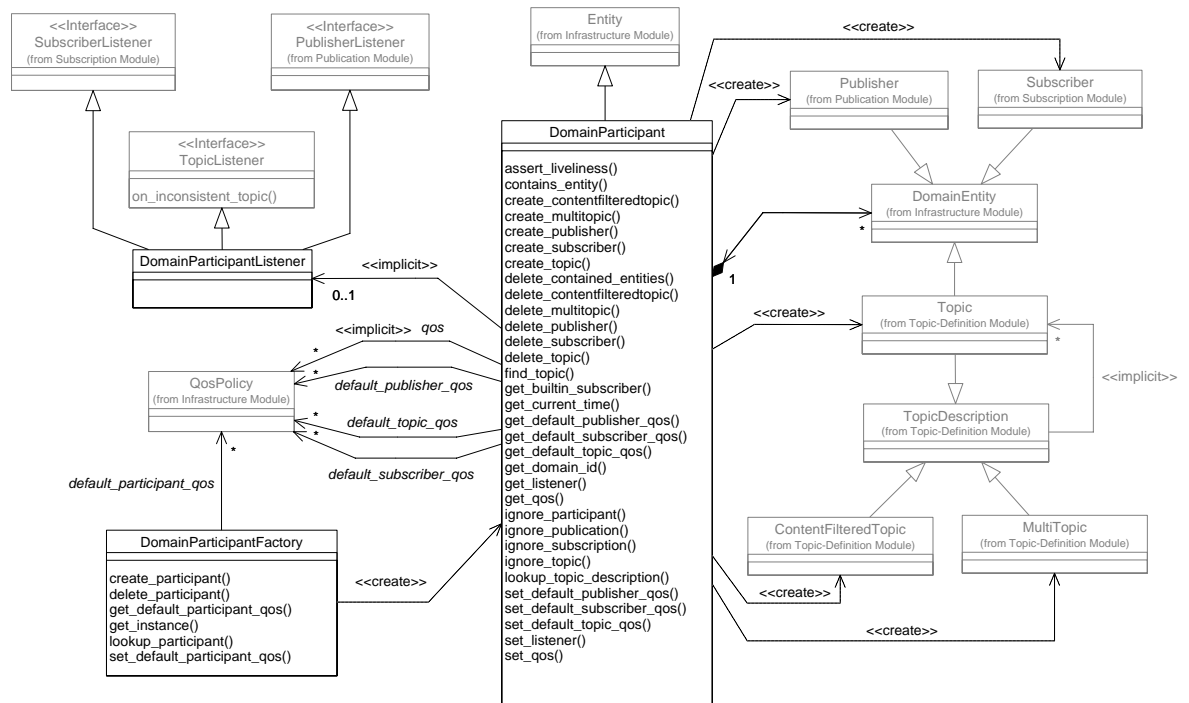 <<Interface>>
SubscriberListener
(from Subscription Module)
<<Interface>>
PublisherListener
(from Publication Module)
<<Interface>>
TopicListener
on_inconsistent_topic()
DomainParticipantListener
<<implicit>>
0..1
<<implicit>>
qos
*
*
default_publisher_qos
QosPolicy
(from Infrastructure Module)
*
default_topic_qos
*
default_subscriber_qos
*
default_participant_qos
DomainParticipantFactory
create_participant()
delete_participant()
get_default_participant_qos()
get_instance()
lookup_participant()
set_default_participant_qos()
<<create>>
Entity
(from Infrastructure Module)
DomainParticipant
assert_liveliness()
contains_entity()
create_contentfilteredtopic()
create_multitopic()
create_publisher()
create_subscriber()
create_topic()
delete_contained_entities()
delete_contentfilteredtopic()
delete_multitopic()
delete_publisher()
delete_subscriber()
delete_topic()
find_topic()
get_builtin_subscriber()
get_current_time()
get_default_publisher_qos()
get_default_subscriber_qos()
get_default_topic_qos()
get_domain_id()
get_listener()
get_qos()
ignore_participant()
ignore_publication()
ignore_subscription()
ignore_topic()
lookup_topic_description()
set_default_publisher_qos()
set_default_subscriber_qos()
set_default_topic_qos()
set_listener()
set_qos()
<<create>>
<<create>>
Publisher
(from Publication Module)
Subscriber
(from Subscription Module)
DomainEntity
(from Infrastructure Module)
*
1
<<create>>
Topic
(from Topic-Definition Module)
*
<<implicit>>
TopicDescription
(from Topic-Definition Module)
ContentFilteredTopic
(from Topic-Definition Module)
MultiTopic
(from Topic-Definition Module)
<<create>>
<<create>>